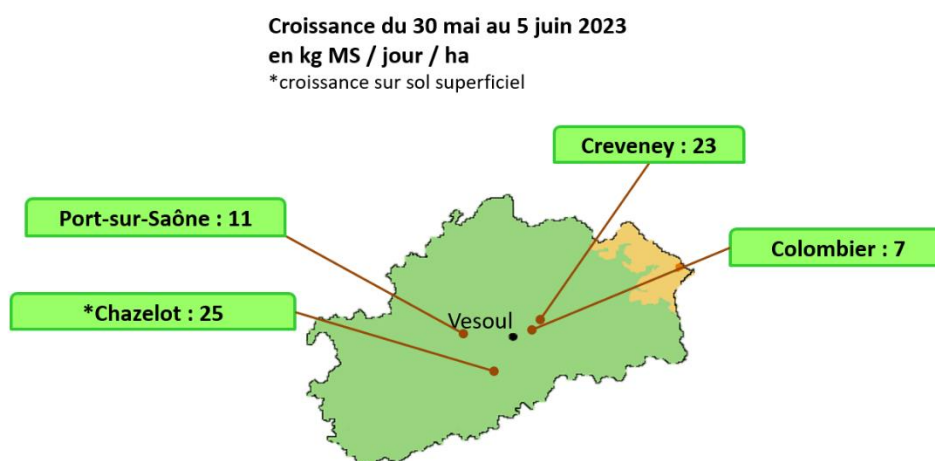 Croissance du 30 mai au 5 juin 2023
en kg MS / jour / ha
*croissance sur sol superficiel
Creveney : 23
Port-sur-Saône : 11
Colombier : 7
*Chazelot : 25
Vesoul